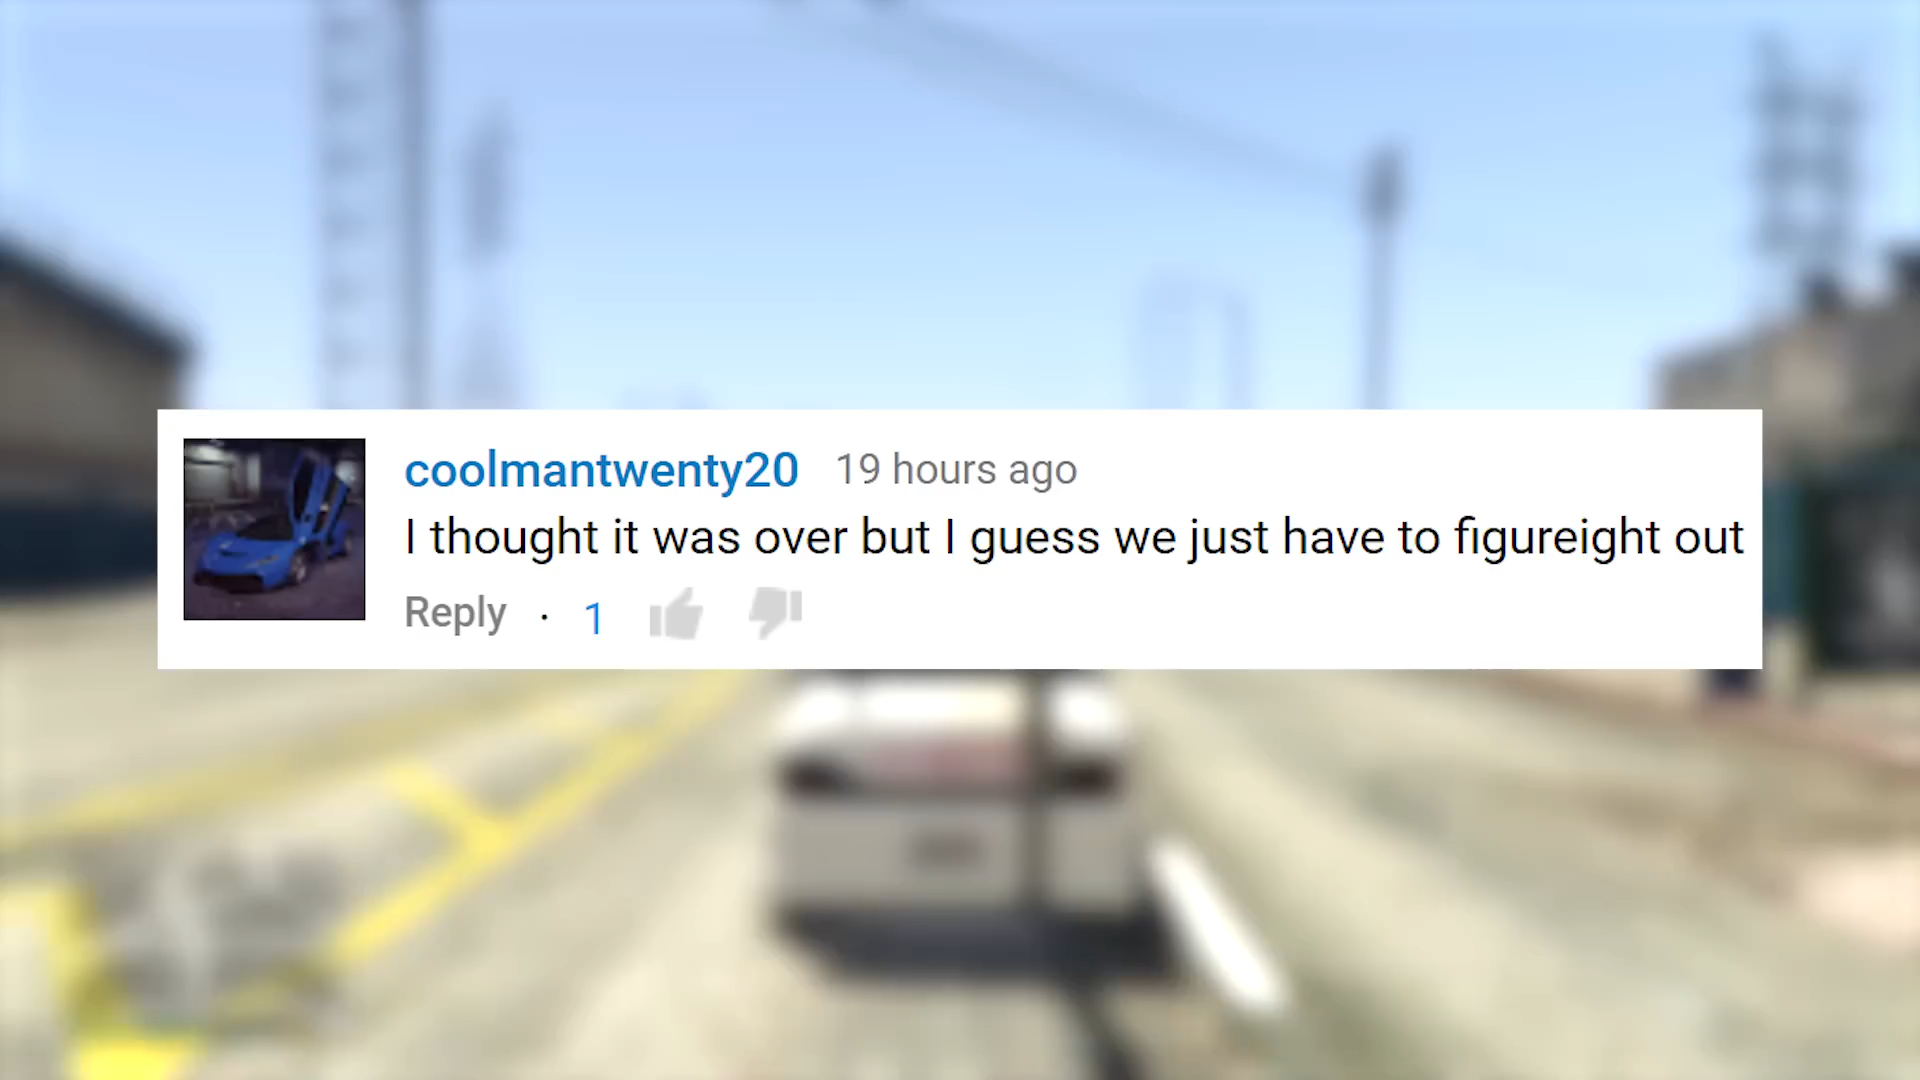 coolmantwenty20 19 hours ago
I thought it was over but I guess we just have to figureight out
Reply · 1